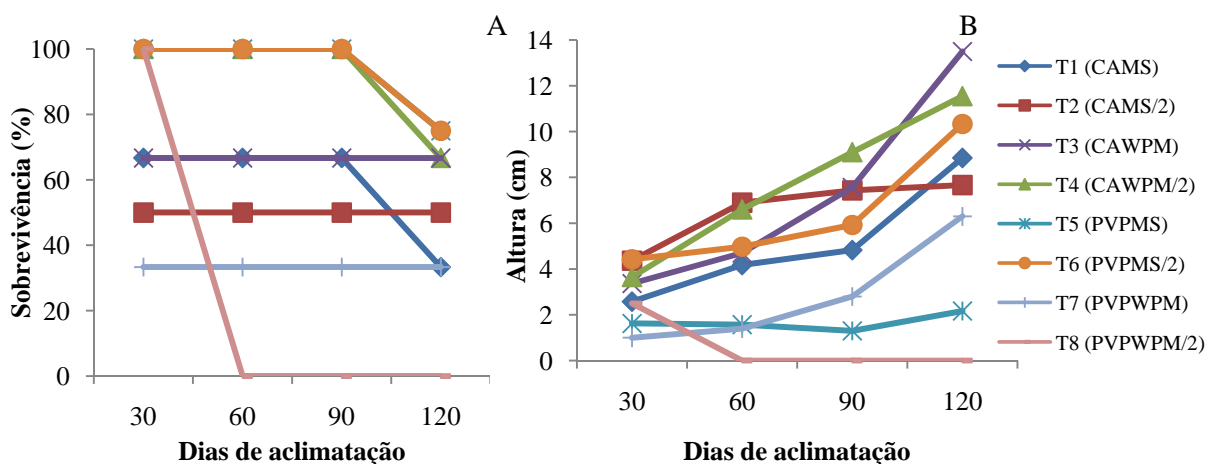 A
Sobrevivência (%)
100
80
60
40
20
0
30 60 90 120
Dias de aclimatação
B
Altura (cm)
14
12
10
8
6
4
2
0
30 60 90 120
Dias de aclimatação
T1 (CAMS)
T2 (CAMS/2)
T3 (CAWPM)
T4 (CAWPM/2)
T5 (PVPMS)
T6 (PVPMS/2)
T7 (PVPWPM)
T8 (PVPWPM/2)